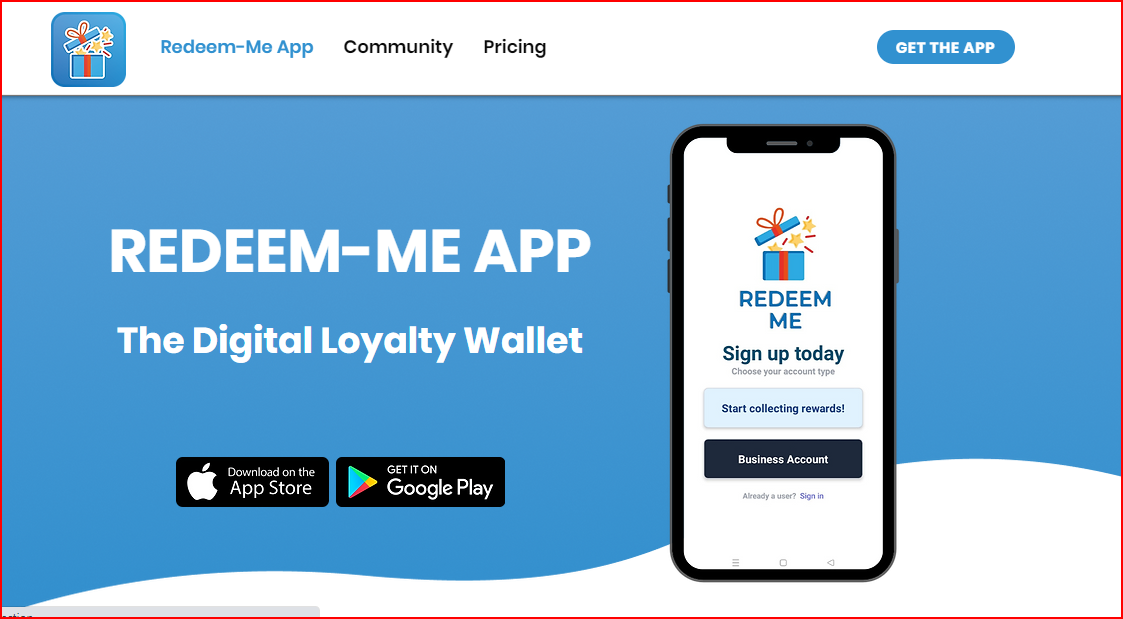 Redeem-Me App
Community
Pricing
GET THE APP
REDEEM-ME APP
The Digital Loyalty Wallet
Download on the
App Store
GET IT ON
Google Play
REDEEM
ME
Sign up today
Choose your account type
Start collecting rewards!
Business Account
Already a user? Sign in